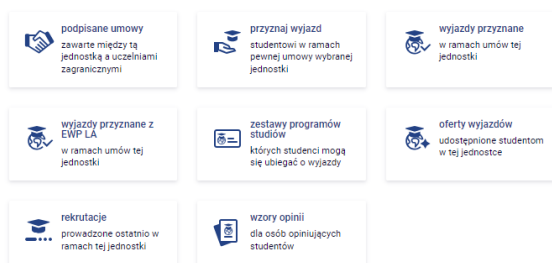 podpisane umowy
zawarte między tą
jednostką a uczelniami
zagranicznymi
przyznaj wyjazd
studentowi w ramach
pewnej umowy wybranej
jednostki
wyjazdy przyznane
w ramach umów tej
jednostki
wyjazdy przyznane z
EWP LA
w ramach umów tej
jednostki
zestawy programów
studiów
których studenci mogą
się ubiegać o wyjazdy
oferty wyjazdów
udostępnione studentom
w tej jednostce
rekrutacje
prowadzone ostatnio w
ramach tej jednostki
wzory opinii
dla osób opiniujących
studentów